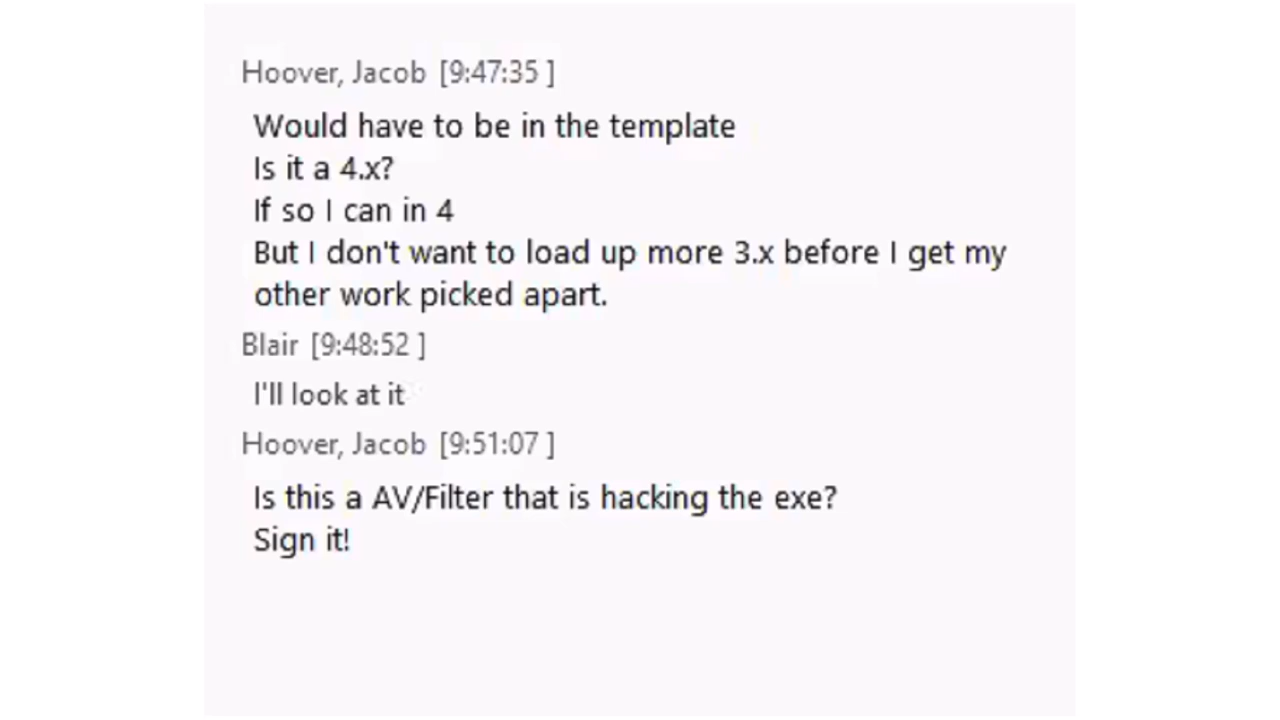 Hoover, Jacob [9:47:35 ]
Would have to be in the template
Is it a 4.x?
If so I can in 4
But I don't want to load up more 3.x before I get my
other work picked apart.
Blair [9:48:52 ]
I'll look at it
Hoover, Jacob [9:51:07 ]
Is this a AV/Filter that is hacking the exe?
Sign it!